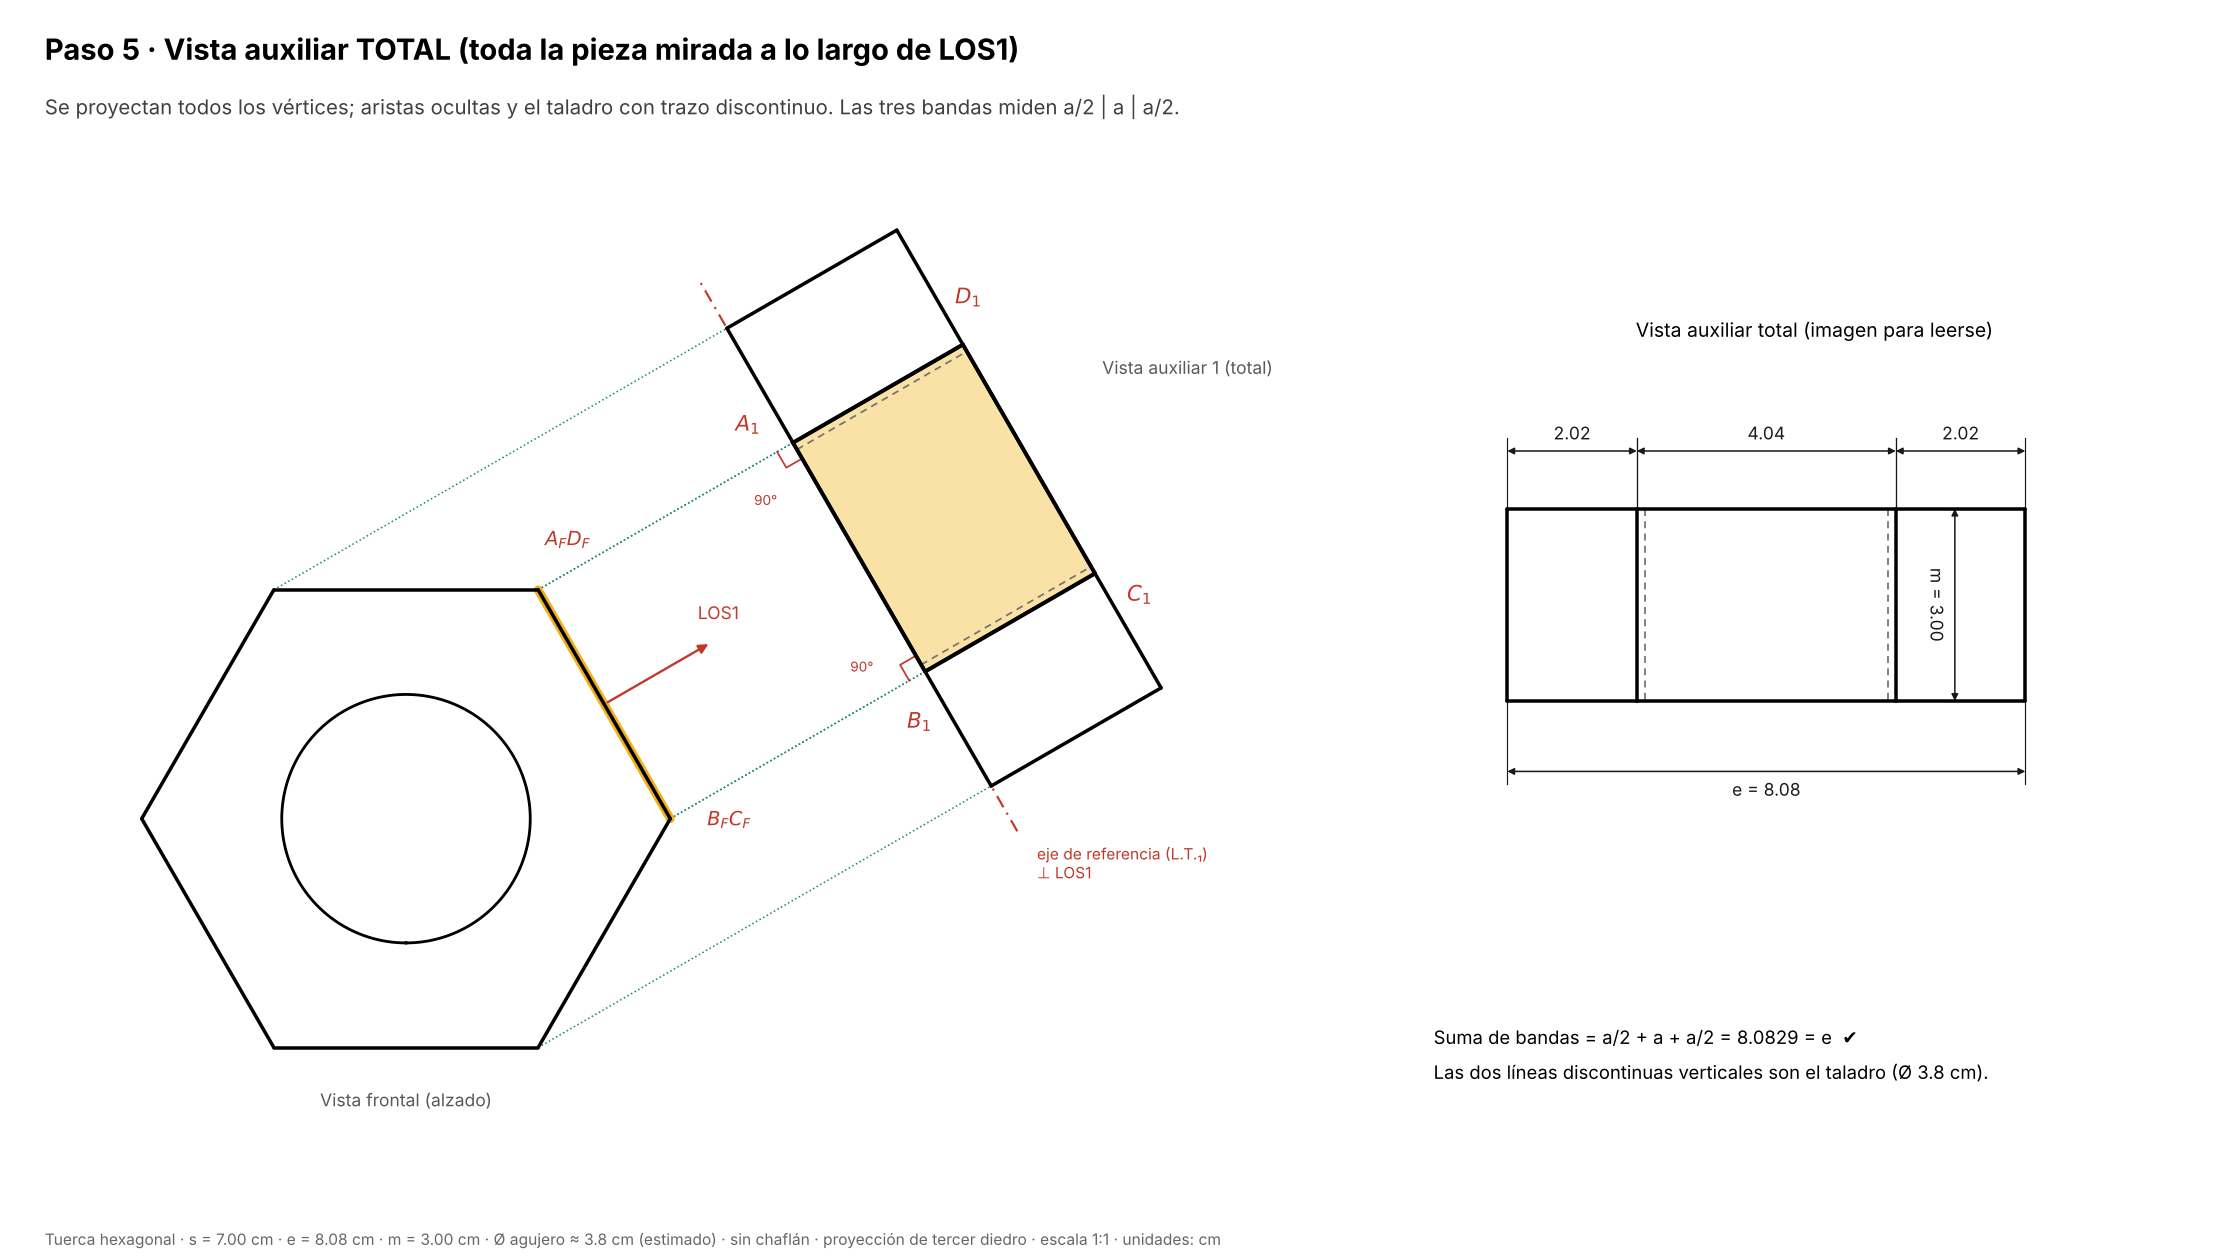 Paso 5 · Vista auxiliar TOTAL (toda la pieza mirada a lo largo de LOS1)
Se proyectan todos los vértices; aristas ocultas y el taladro con trazo discontinuo. Las tres bandas miden a/2 | a | a/2.
D₁
Vista auxiliar total (imagen para leerse)
Vista auxiliar 1 (total)
A₁
2.02
4.04
2.02
90°
A_FD_F
m = 3.00
C₁
LOS1
90°
B₁
e = 8.08
B_FC_F
eje de referencia (L.T.₁)
⊥ LOS1
Suma de bandas = a/2 + a + a/2 = 8.0829 = e ✔
Las dos líneas discontinuas verticales son el taladro (Ø 3.8 cm).
Vista frontal (alzado)
Tuerca hexagonal · s = 7.00 cm · e = 8.08 cm · m = 3.00 cm · Ø agujero ≈ 3.8 cm (estimado) · sin chaflán · proyección de tercer diedro · escala 1:1 · unidades: cm